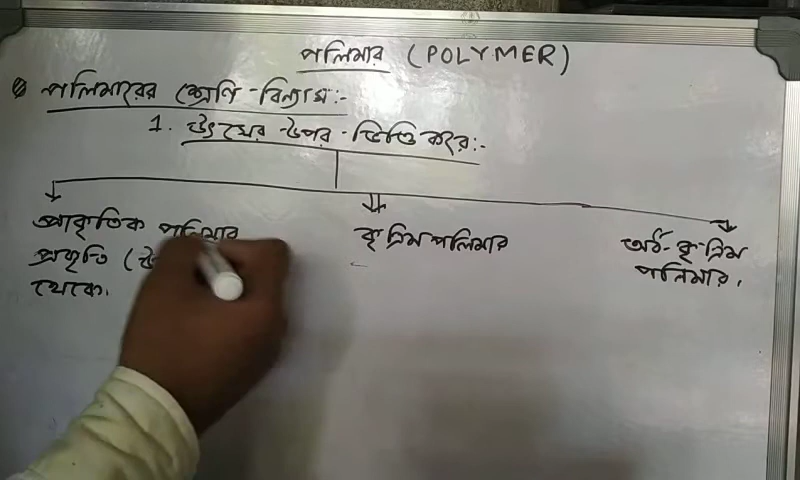 পলিমার (POLYMER)
পলিমারের শ্রেণি-বিন্যাস:-
1. উৎসের উপর ভিত্তি করে:-
প্রাকৃতিক পলিমার
প্রকৃতি (উ
থেকে।
কৃত্রিম পলিমার
অর্ধ-কৃত্রিম
পলিমার।